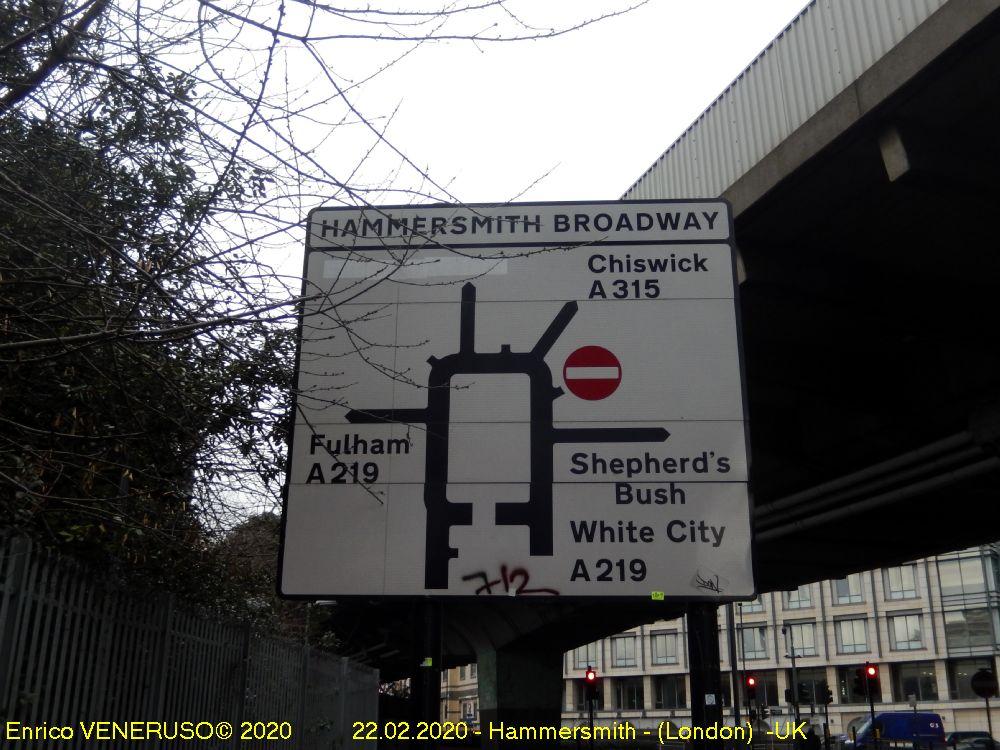 HAMMERSMITH BROADWAY
Chiswick
A315
Fulham
A219
Shepherd's
Bush
White City
A219
712
Enrico VENERUSO© 2020 22.02.2020 - Hammersmith - (London) -UK